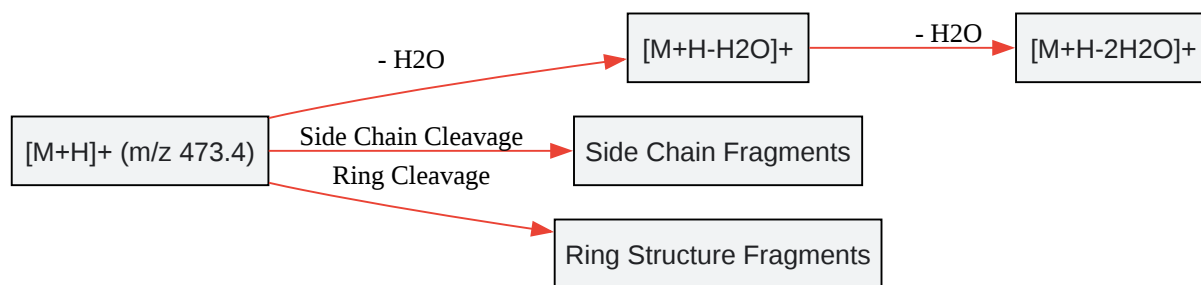 [M+H-H2O]+
- H2O
[M+H-2H2O]+
- H2O
[M+H]+ (m/z 473.4)
Side Chain Cleavage
Side Chain Fragments
Ring Cleavage
Ring Structure Fragments